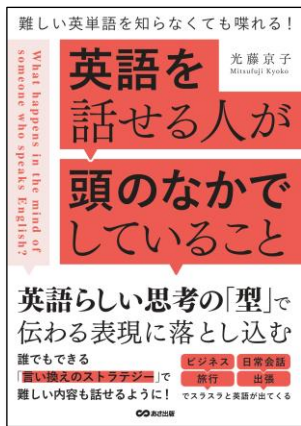 難しい英単語を知らなくても喋れる!
What happens in the mind of
someone who speaks English?
光藤京子
Mitsufuji Kyoko
英語を
話せる人が
頭のなかで
していること
英語らしい思考の「型」で
伝わる表現に落とし込む
誰でもできる
「言い換えのストラテジー」で
難しい内容も話せるように!
ビジネス 日常会話
旅行 出張
でスラスラと英語が出てくる
あさ出版